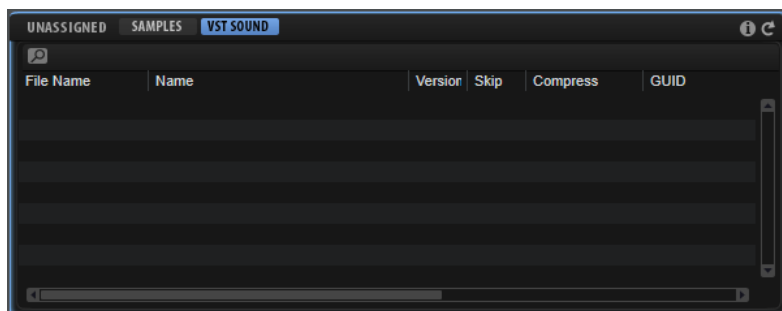 UNASSIGNED SAMPLES VST SOUND
File Name Name Version Skip Compress GUID